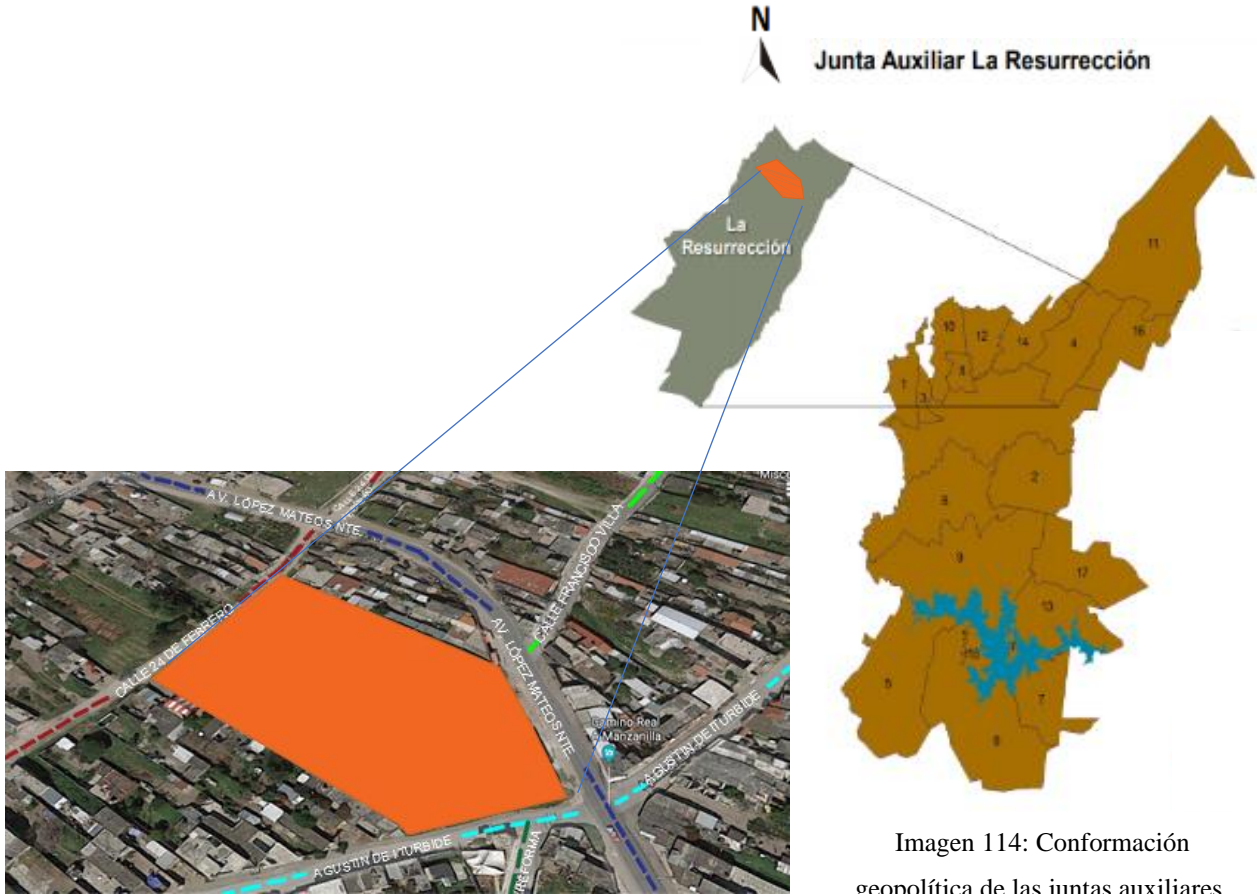 N
Junta Auxiliar La Resurrección
La
Resurrección
11
10
12
14
4
16
1
3
2
9
17
13
5
7
AV. LÓPEZ MATEOS NTE.
CALLE 24 DE FEBRERO
CALLE FRANCISCO VILLA
AV. LÓPEZ MATEOS NTE
Camino Real
Manzanilla
AGUSTIN DE ITURBIDE
AGUSTIN DE ITURBIDE
REFORMA
Imagen 114: Conformación
geopolítica de las juntas auxiliares